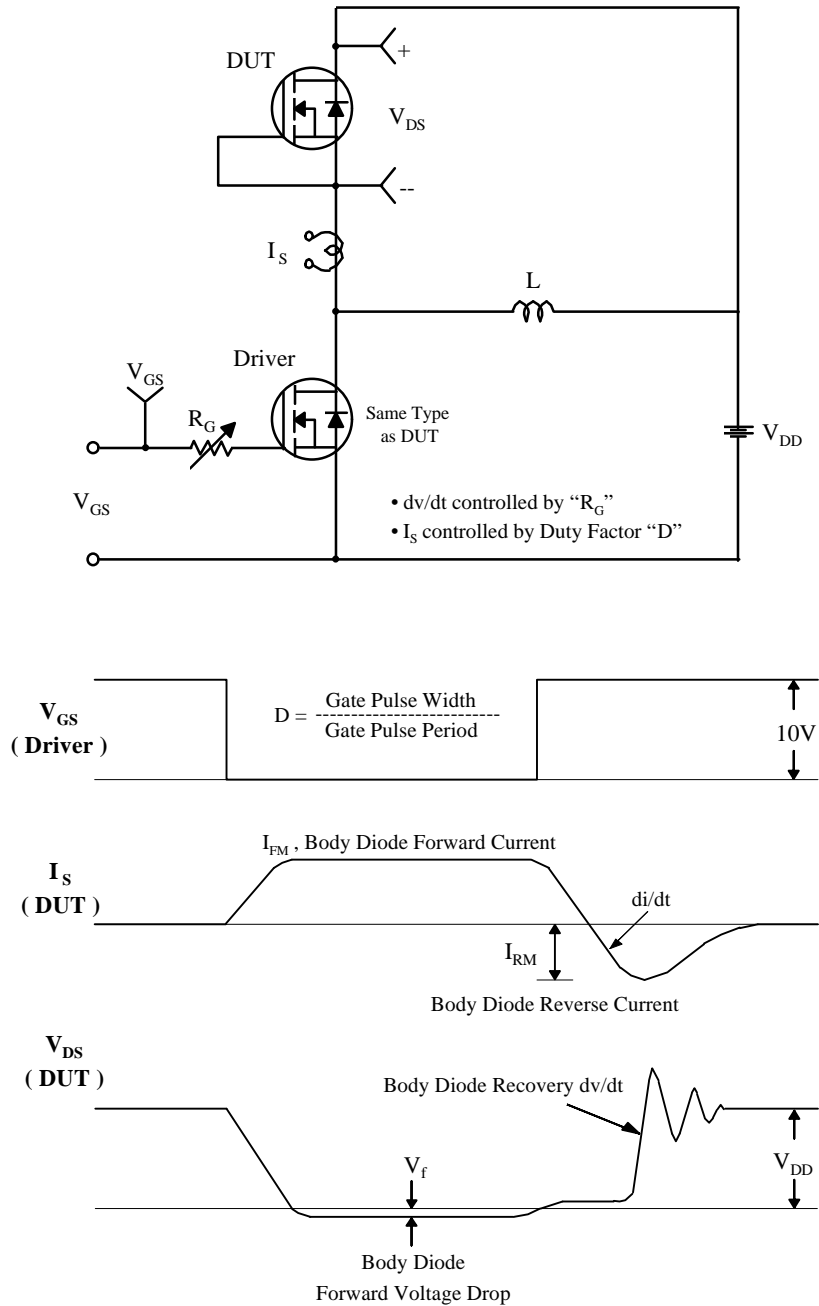 DUT
+
V_DS
--
I_S
L
Driver
V_GS
R_G
Same Type
as DUT
V_DD
V_GS
• dv/dt controlled by “R_G”
• I_S controlled by Duty Factor “D”
V_GS
( Driver )
D = Gate Pulse Width
--------------------------
Gate Pulse Period
10V
I_FM , Body Diode Forward Current
I_S
( DUT )
di/dt
I_RM
Body Diode Reverse Current
V_DS
( DUT )
Body Diode Recovery dv/dt
V_f
V_DD
Body Diode
Forward Voltage Drop